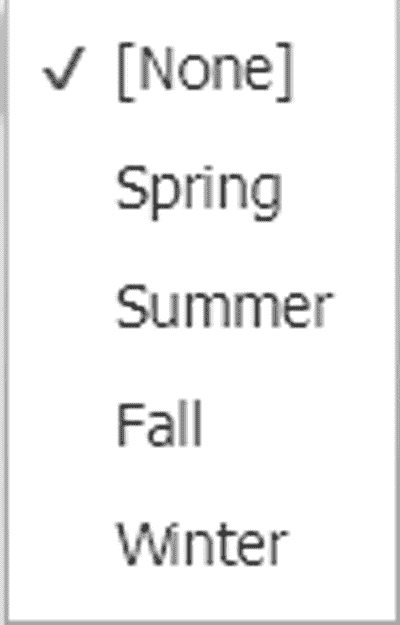 ✓ [None]
Spring
Summer
Fall
Winter